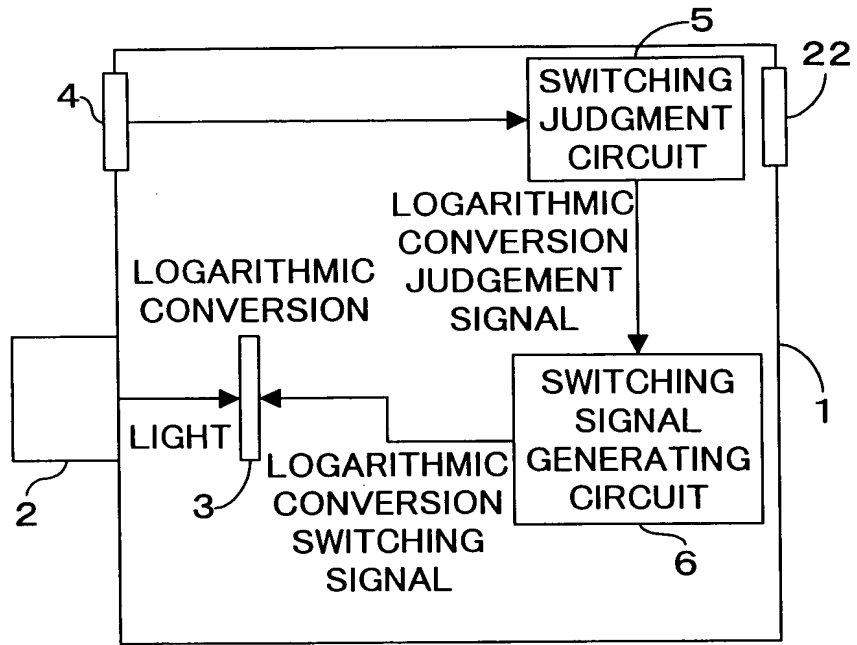 5
22
4
SWITCHING
JUDGMENT
CIRCUIT
LOGARITHMIC
CONVERSION
JUDGEMENT
SIGNAL
LOGARITHMIC
CONVERSION
LIGHT
SWITCHING
SIGNAL
GENERATING
CIRCUIT
1
2
3
LOGARITHMIC
CONVERSION
SWITCHING
SIGNAL
6